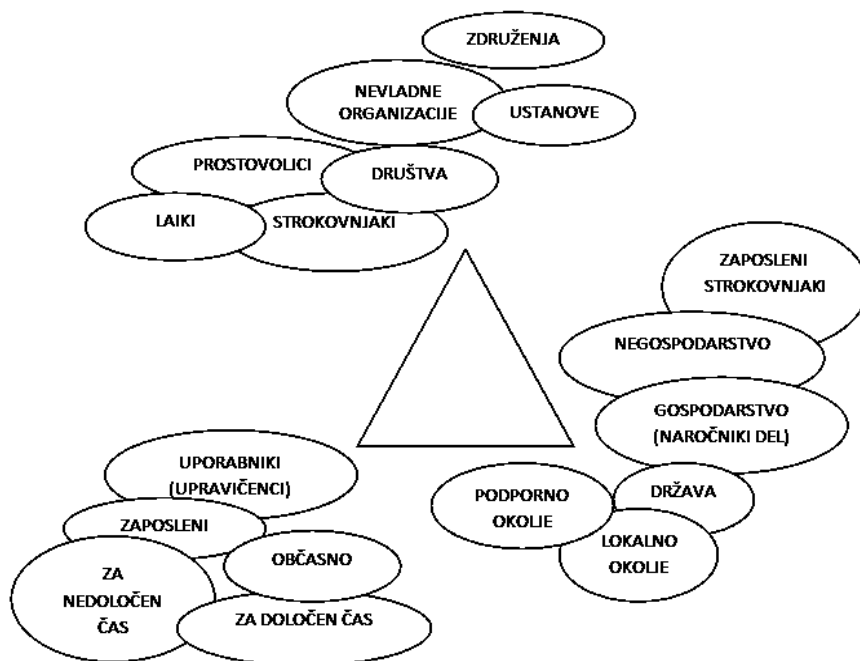 ZDRUŽENJA
NEVLADNE
ORGANIZACIJE
USTANOVE
PROSTOVOLJCI
DRUŠTVA
LAIKI
STROKOVNJAKI
ZAPOSLENI
STROKOVNJAKI
NEGOSPODARSTVO
GOSPODARSTVO
(NAROČNIKI DEL)
DRŽAVA
PODPORNO
OKOLJE
LOKALNO
OKOLJE
UPORABNIKI
(UPRAVIČENCI)
ZAPOSLENI
OBČASNO
ZA
NEDOLOČEN
ČAS
ZA DOLOČEN ČAS